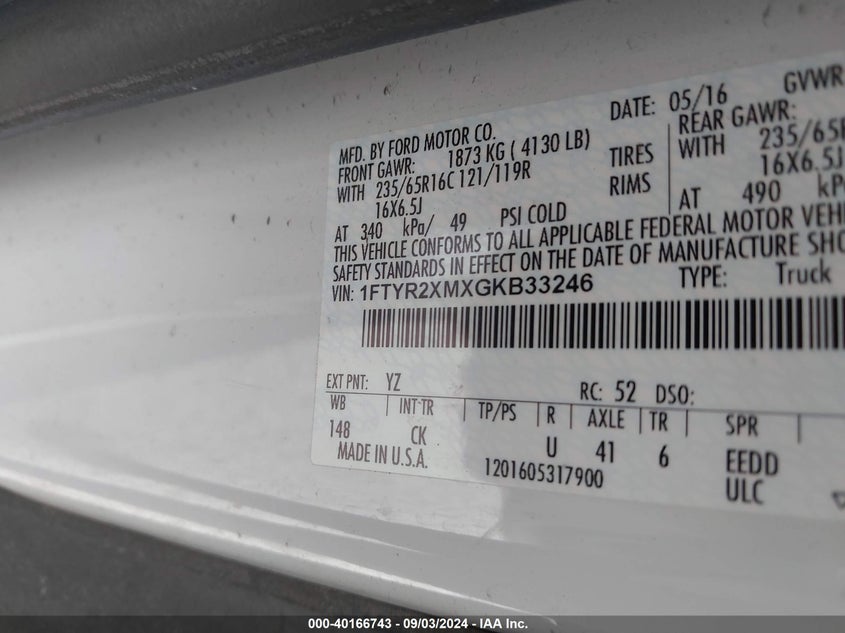 DATE: 05/16 GVWR
MFD. BY FORD MOTOR CO.
FRONT GAWR: 1873 KG ( 4130 LB) REAR GAWR:
WITH 235/65R16C 121/119R TIRES WITH 235/65R
16X6.5J RIMS 16X6.5J
AT 340 kPa/ 49 PSI COLD AT 490 kP
THIS VEHICLE CONFORMS TO ALL APPLICABLE FEDERAL MOTOR VEH
SAFETY STANDARDS IN EFFECT ON THE DATE OF MANUFACTURE SHO
VIN: 1FTYR2XMXGKB33246 TYPE: Truck
EXT PNT: YZ RC: 52 DSO:
WB INT TR TP/PS R AXLE TR SPR
148 CK U 41 6 EEDD
MADE IN U.S.A. 1201605317900 ULC
000-40166743 - 09/03/2024 - IAA Inc.